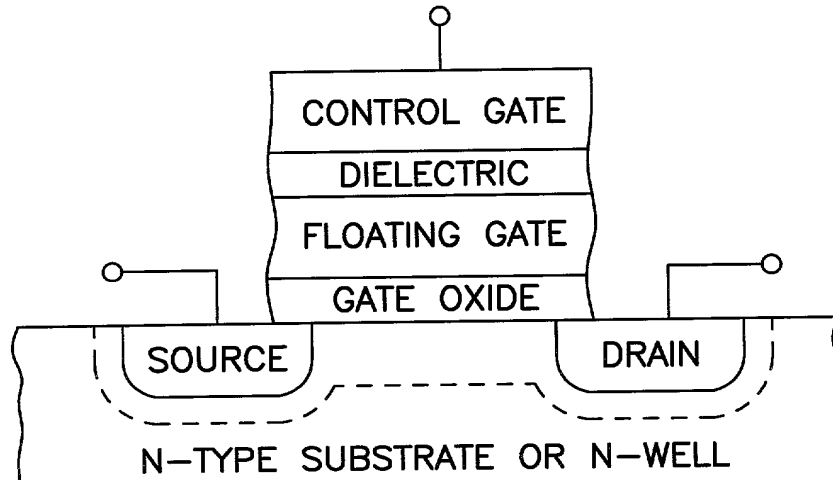 CONTROL GATE
DIELECTRIC
FLOATING GATE
GATE OXIDE
SOURCE
DRAIN
N-TYPE SUBSTRATE OR N-WELL